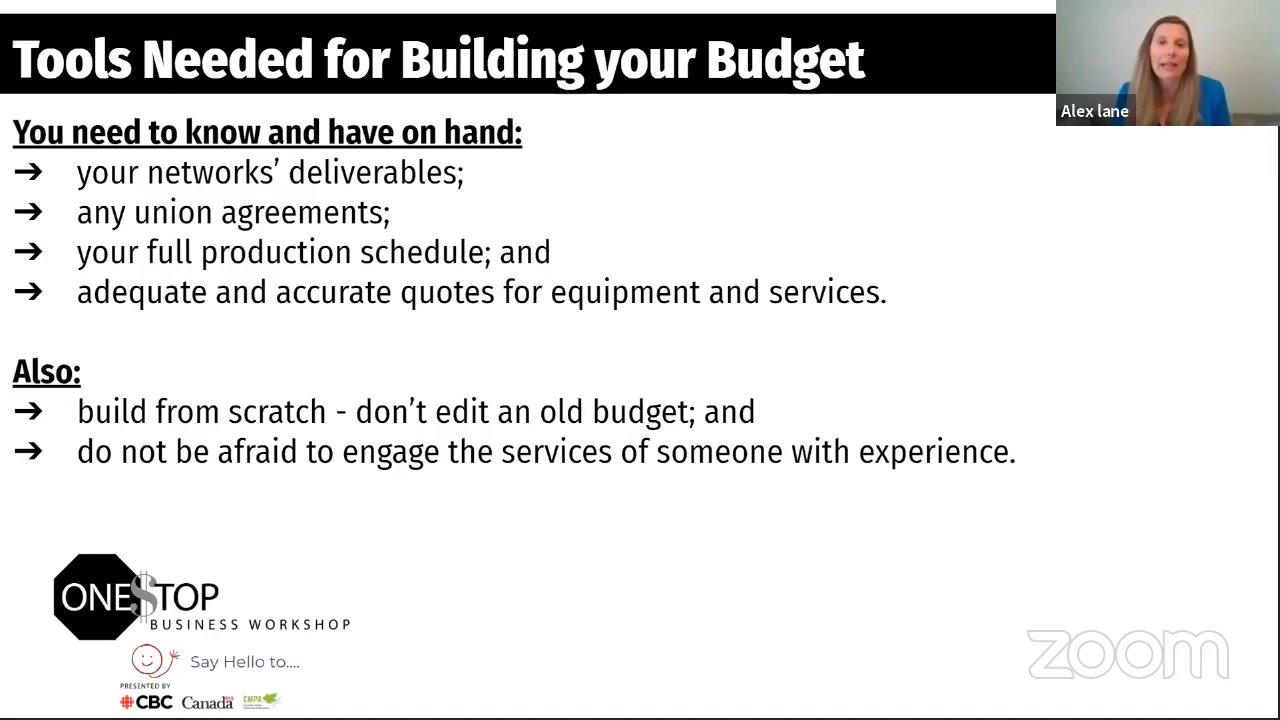 Tools Needed for Building your Budget
Alex lane
You need to know and have on hand:
➔ your networks’ deliverables;
➔ any union agreements;
➔ your full production schedule; and
➔ adequate and accurate quotes for equipment and services.
Also:
➔ build from scratch - don’t edit an old budget; and
➔ do not be afraid to engage the services of someone with experience.
ONE$TOP
BUSINESS WORKSHOP
Say Hello to....
PRESENTED BY
CBC Canada CMPA
zoom